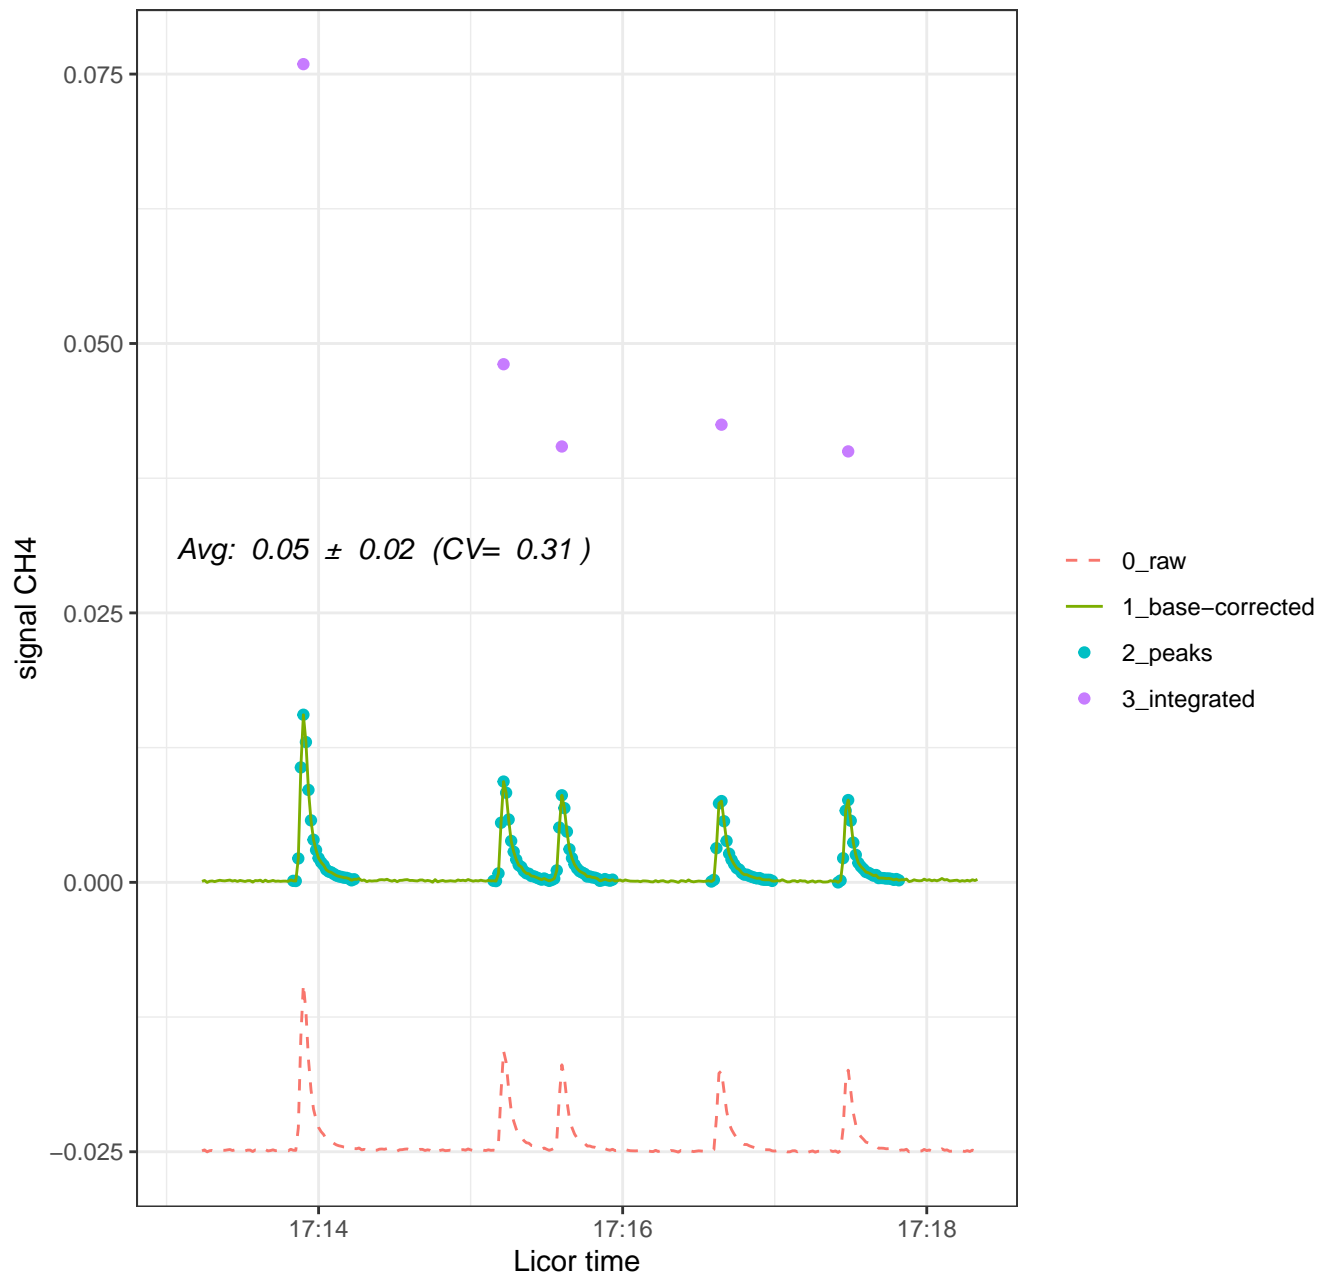 signal CH4
0.075
0.050
0.025
0.000
−0.025
Avg: 0.05 ± 0.02 (CV= 0.31 )
17:14
17:16
17:18
Licor time
0_raw
1_base−corrected
2_peaks
3_integrated